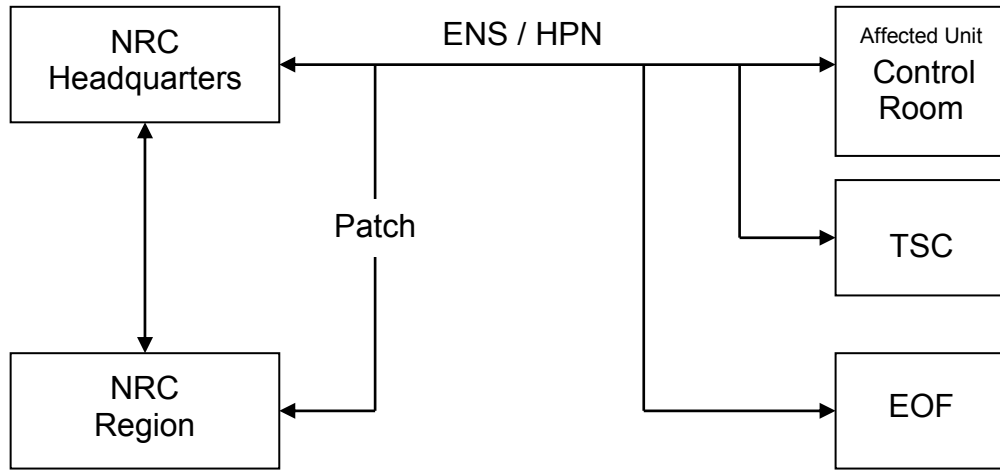 NRC
Headquarters
ENS / HPN
Affected Unit
Control
Room
Patch
TSC
NRC
Region
EOF